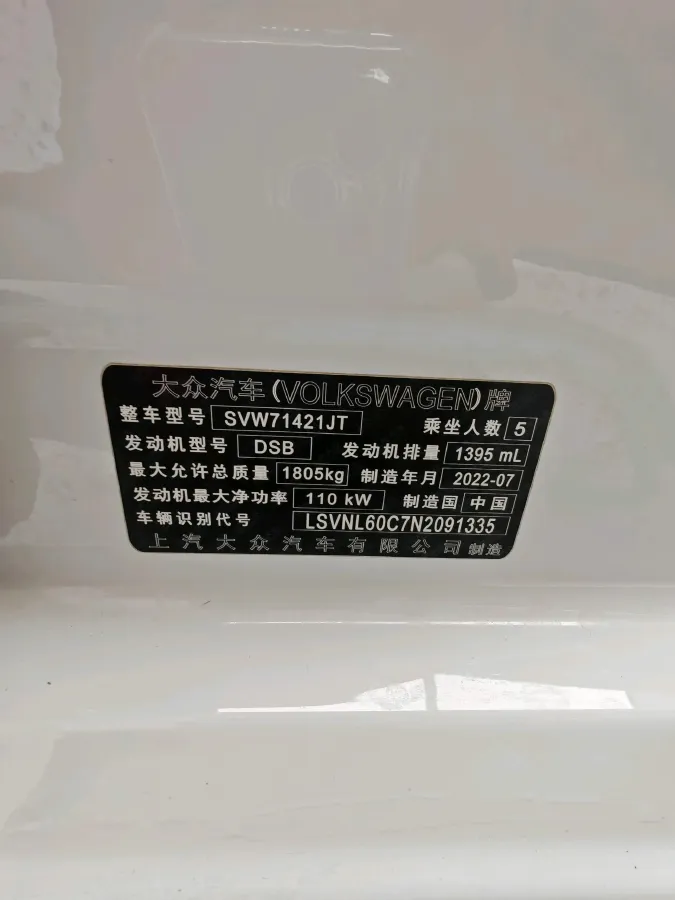 大众汽车(VOLKSWAGEN)牌
整车型号 SVW71421JT 乘坐人数 5
发动机型号 DSB 发动机排量 1395 mL
最大允许总质量 1805kg 制造年月 2022-07
发动机最大净功率 110 kW 制造国 中国
车辆识别代号 LSVNL60C7N2091335
上汽大众汽车有限公司 制造